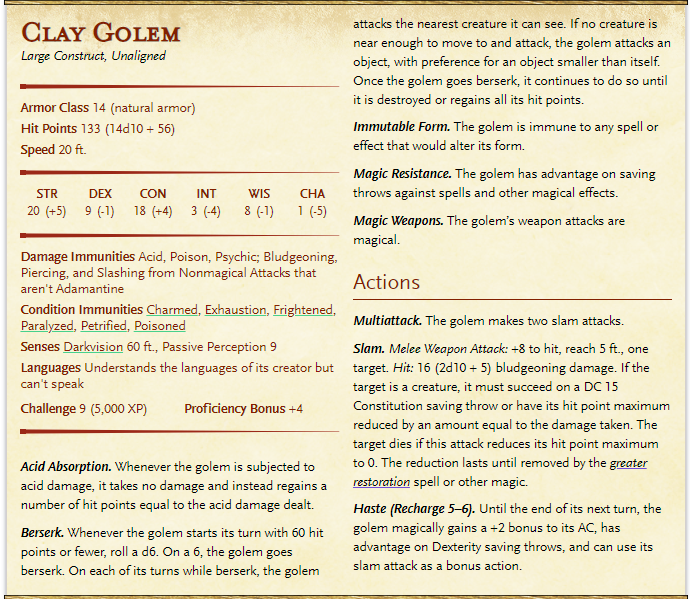 Clay Golem
Large Construct, Unaligned
Armor Class 14 (natural armor)
Hit Points 133 (14d10 + 56)
Speed 20 ft.
STR DEX CON INT WIS CHA
20 (+5) 9 (-1) 18 (+4) 3 (-4) 8 (-1) 1 (-5)
Damage Immunities Acid, Poison, Psychic; Bludgeoning,
Piercing, and Slashing from Nonmagical Attacks that
aren't Adamantine
Condition Immunities Charmed, Exhaustion, Frightened,
Paralyzed, Petrified, Poisoned
Senses Darkvision 60 ft., Passive Perception 9
Languages Understands the languages of its creator but
can't speak
Challenge 9 (5,000 XP) Proficiency Bonus +4
Acid Absorption. Whenever the golem is subjected to
acid damage, it takes no damage and instead regains a
number of hit points equal to the acid damage dealt.
Berserk. Whenever the golem starts its turn with 60 hit
points or fewer, roll a d6. On a 6, the golem goes
berserk. On each of its turns while berserk, the golem
attacks the nearest creature it can see. If no creature is
near enough to move to and attack, the golem attacks an
object, with preference for an object smaller than itself.
Once the golem goes berserk, it continues to do so until
it is destroyed or regains all its hit points.
Immutable Form. The golem is immune to any spell or
effect that would alter its form.
Magic Resistance. The golem has advantage on saving
throws against spells and other magical effects.
Magic Weapons. The golem's weapon attacks are
magical.
Actions
Multiattack. The golem makes two slam attacks.
Slam. Melee Weapon Attack: +8 to hit, reach 5 ft., one
target. Hit: 16 (2d10 + 5) bludgeoning damage. If the
target is a creature, it must succeed on a DC 15
Constitution saving throw or have its hit point maximum
reduced by an amount equal to the damage taken. The
target dies if this attack reduces its hit point maximum
to 0. The reduction lasts until removed by the greater
restoration spell or other magic.
Haste (Recharge 5–6). Until the end of its next turn, the
golem magically gains a +2 bonus to its AC, has
advantage on Dexterity saving throws, and can use its
slam attack as a bonus action.